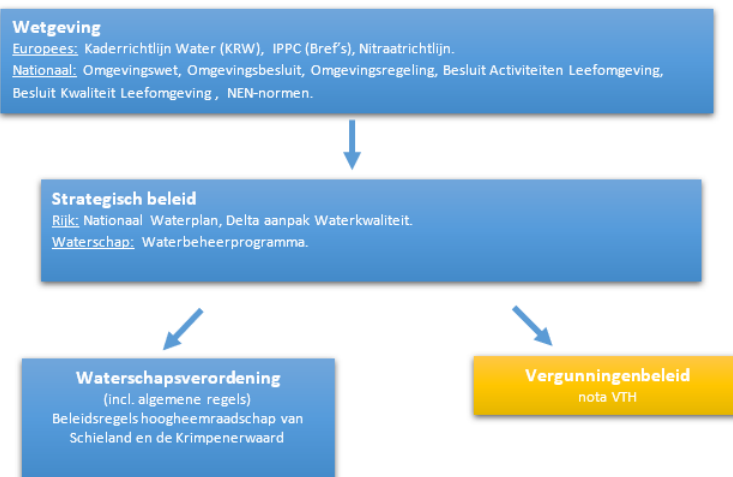 Wetgeving
Europees: Kaderrichtlijn Water (KRW), IPPC (Bref's), Nitraatrichtlijn.
Nationaal: Omgevingswet, Omgevingsbesluit, Omgevingsregeling, Besluit Activiteiten Leefomgeving,
Besluit Kwaliteit Leefomgeving , NEN-normen.
Strategisch beleid
Rijk: Nationaal Waterplan, Delta aanpak Waterkwaliteit.
Waterschap: Waterbeheerprogramma.
Waterschapsverordening
(incl. algemene regels)
Beleidsregels hoogheemraadschap van
Schieland en de Krimpenerwaard
Vergunningenbeleid
nota VTH